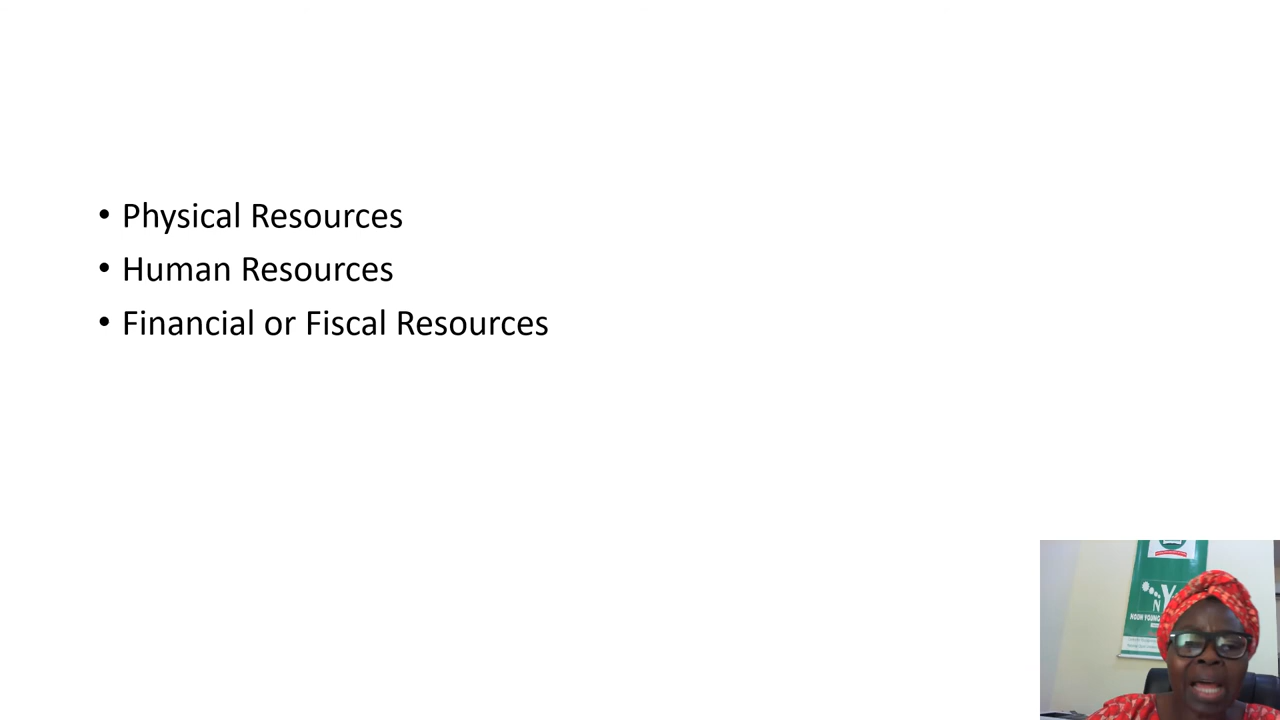 • Physical Resources
• Human Resources
• Financial or Fiscal Resources